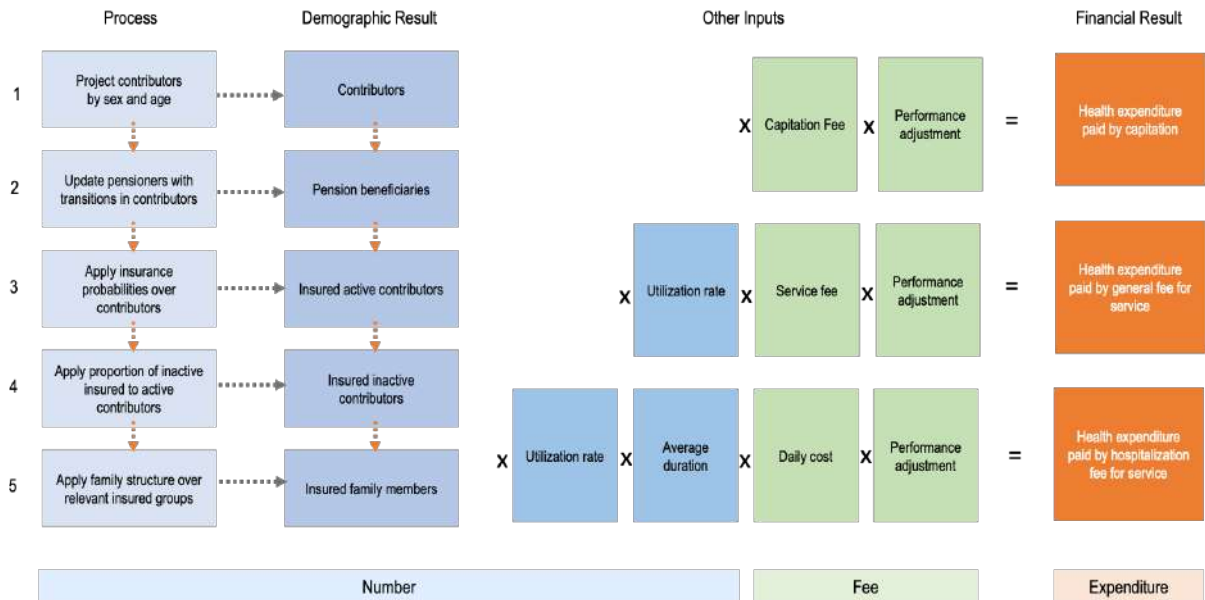 Process
Demographic Result
Other Inputs
Financial Result
1
Project contributors
by sex and age
Contributors
X
Capitation Fee
X
Performance
adjustment
=
Health expenditure
paid by capitation
2
Update pensioners with
transitions in contributors
Pension beneficiaries
3
Apply insurance
probabilities over
contributors
Insured active contributors
X
Utilization rate
X
Service fee
X
Performance
adjustment
=
Health expenditure
paid by general fee for
service
4
Apply proportion of inactive
insured to active
contributors
Insured inactive
contributors
X
Utilization rate
X
Average
duration
X
Daily cost
X
Performance
adjustment
=
Health expenditure
paid by hospitalization
fee for service
5
Apply family structure over
relevant insured groups
Insured family members
Number
Fee
Expenditure